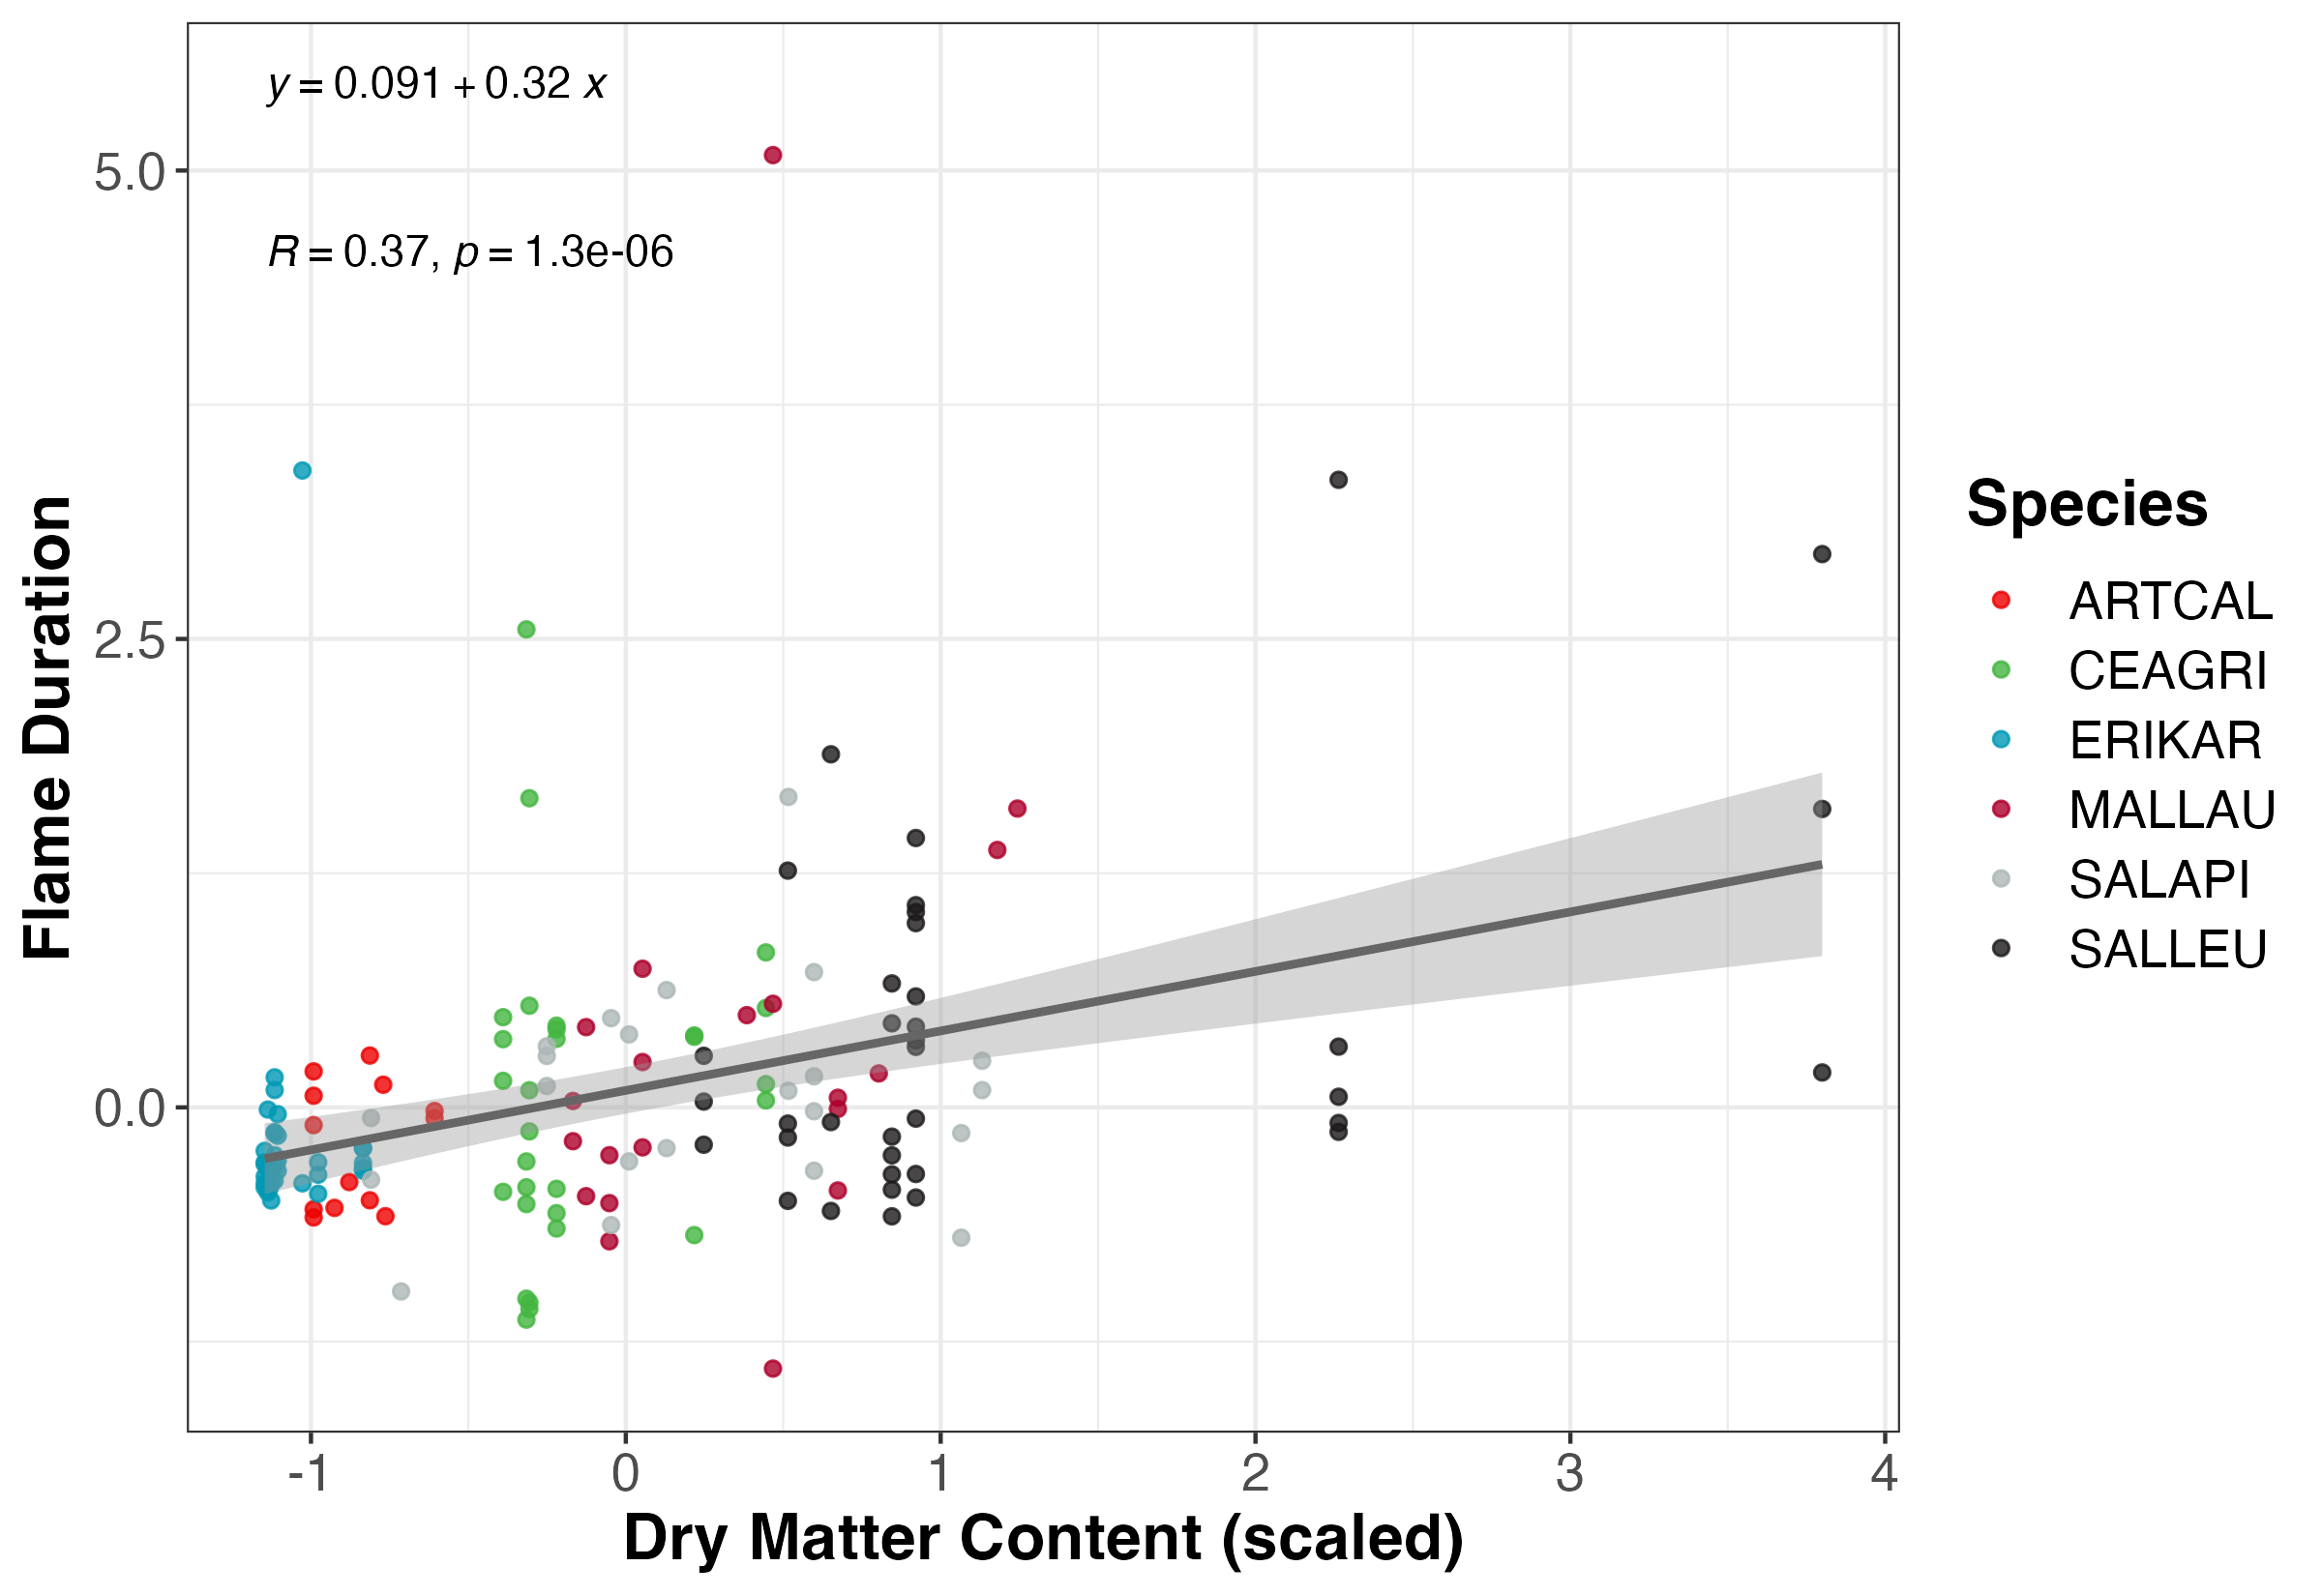 y = 0.091 + 0.32 x
R = 0.37, p = 1.3e-06
5.0
2.5
0.0
Flame Duration
-1 0 1 2 3 4
Dry Matter Content (scaled)
Species
ARTCAL
CEAGRI
ERIKAR
MALLAU
SALAPI
SALLEU